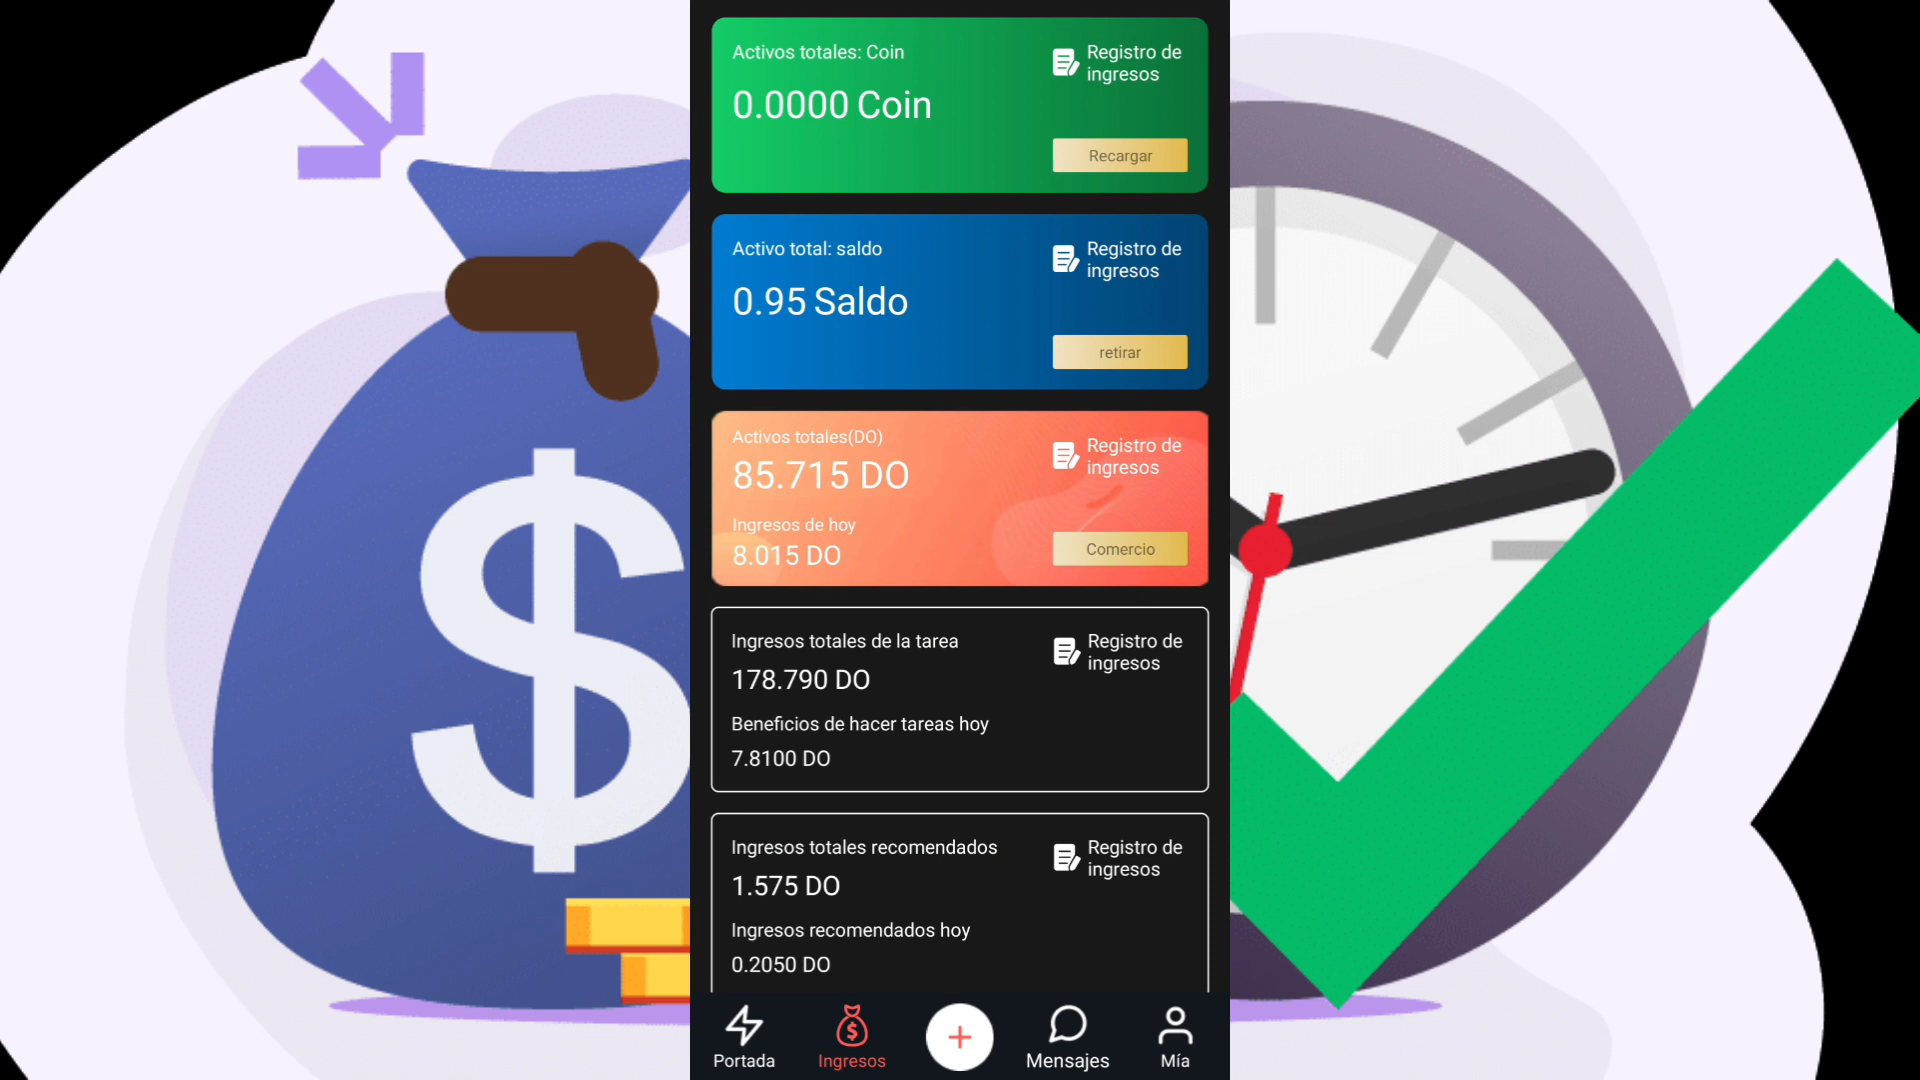 Activos totales: Coin
Registro de
ingresos
0.0000 Coin
Recargar
Activo total: saldo
Registro de
ingresos
0.95 Saldo
retirar
Activos totales(DO)
85.715 DO
Registro de
ingresos
Ingresos de hoy
8.015 DO
Comercio
Ingresos totales de la tarea
Registro de
ingresos
178.790 DO
Beneficios de hacer tareas hoy
7.8100 DO
Ingresos totales recomendados
Registro de
ingresos
1.575 DO
Ingresos recomendados hoy
0.2050 DO
Portada
Ingresos
Mensajes
Mía
$